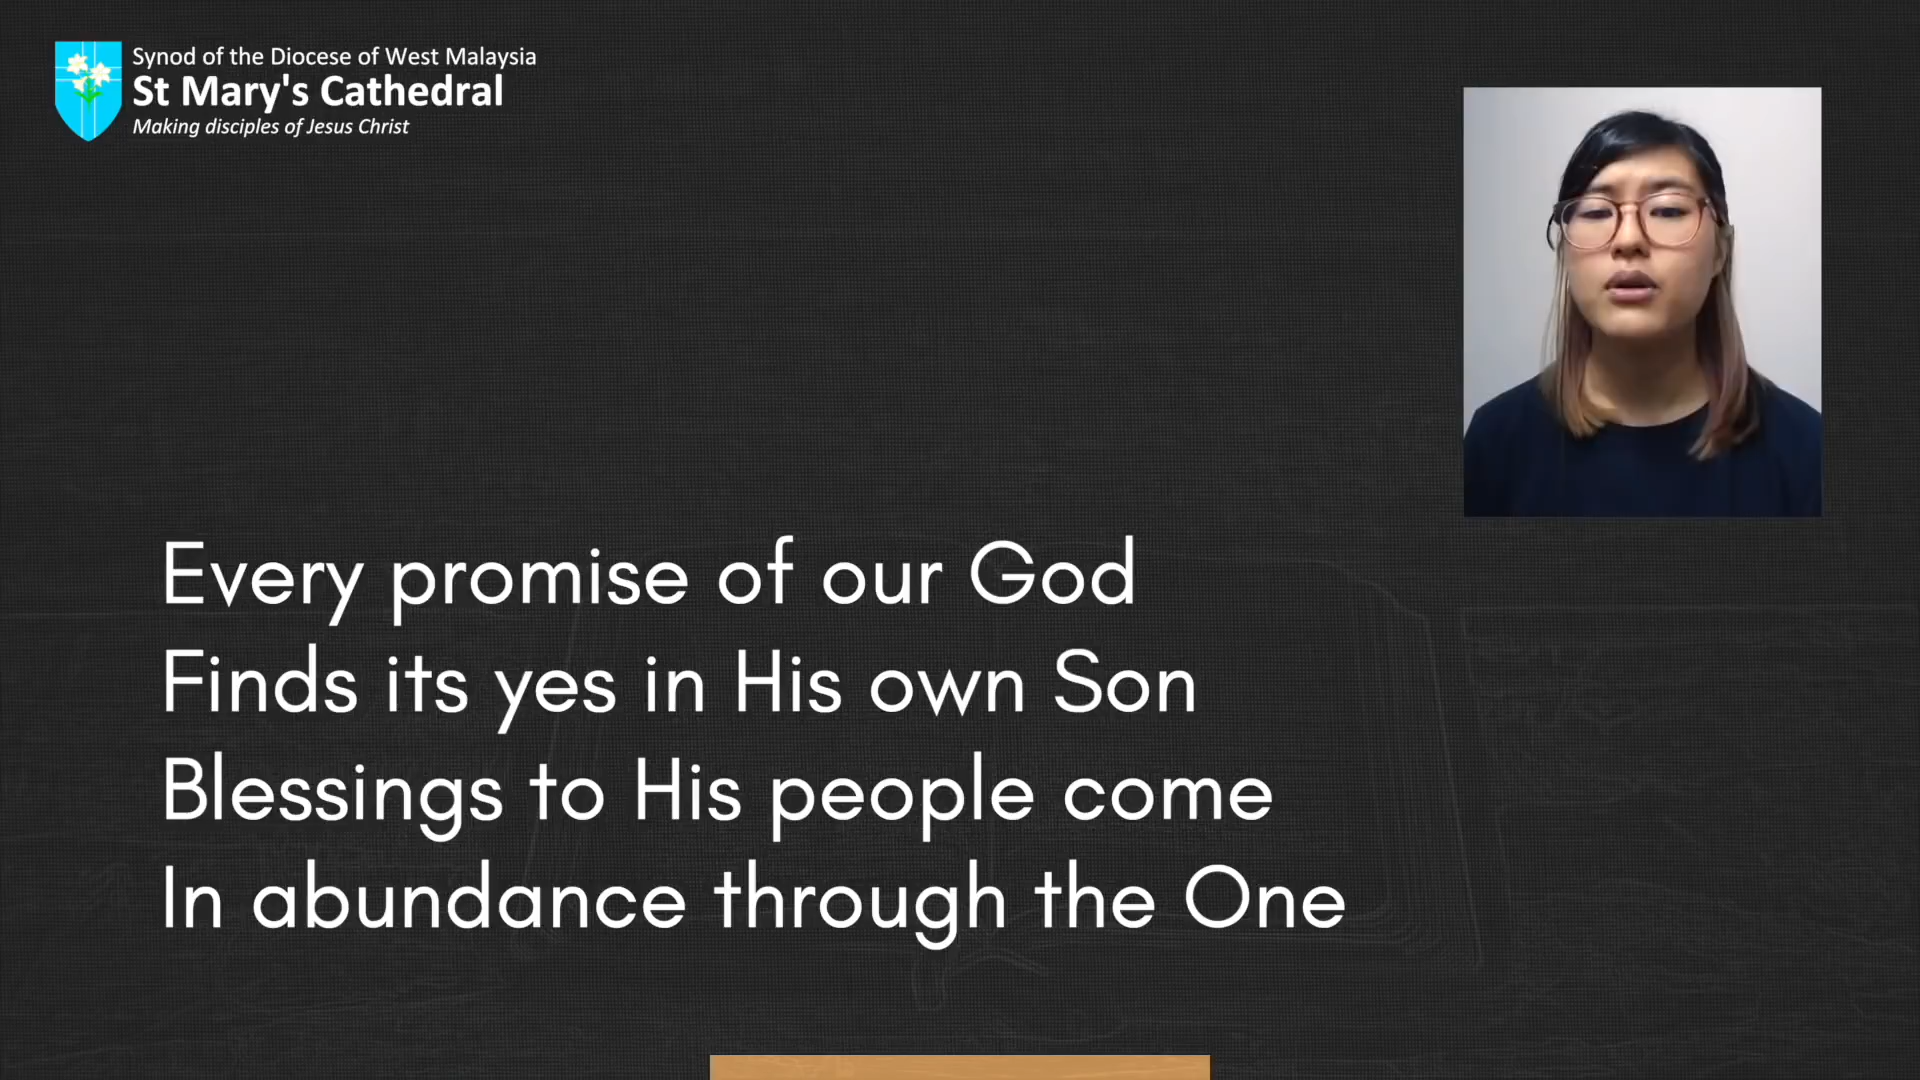 Synod of the Diocese of West Malaysia
St Mary's Cathedral
Making disciples of Jesus Christ
Every promise of our God
Finds its yes in His own Son
Blessings to His people come
In abundance through the One